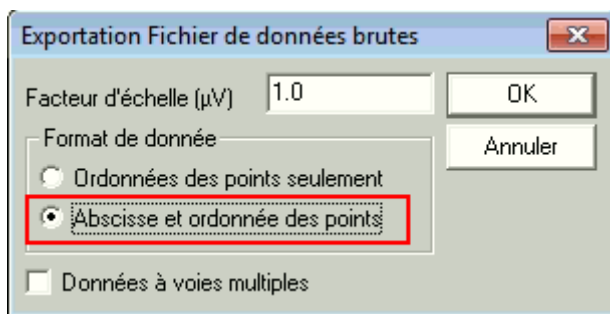 Exportation Fichier de données brutes
Facteur d'échelle (µV) 1.0 OK
Format de donnée Annuler
Ordonnées des points seulement
Abscisse et ordonnée des points
Données à voies multiples